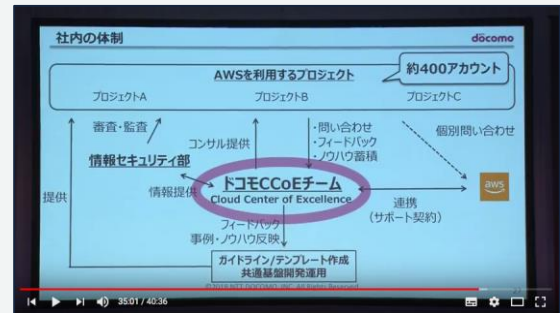 社内の体制
döcomo
約400アカウント
AWSを利用するプロジェクト
プロジェクトA
プロジェクトB
プロジェクトC
審査・監査
コンサル提供
・問い合わせ
・フィードバック
・ノウハウ蓄積
個別問い合わせ
情報セキュリティ部
情報提供
ドコモCCoEチーム
Cloud Center of Excellence
aws
提供
連携
(サポート契約)
フィードバック
事例・ノウハウ反映
ガイドライン/テンプレート作成
共通基盤開発運用
35:01 / 40:36